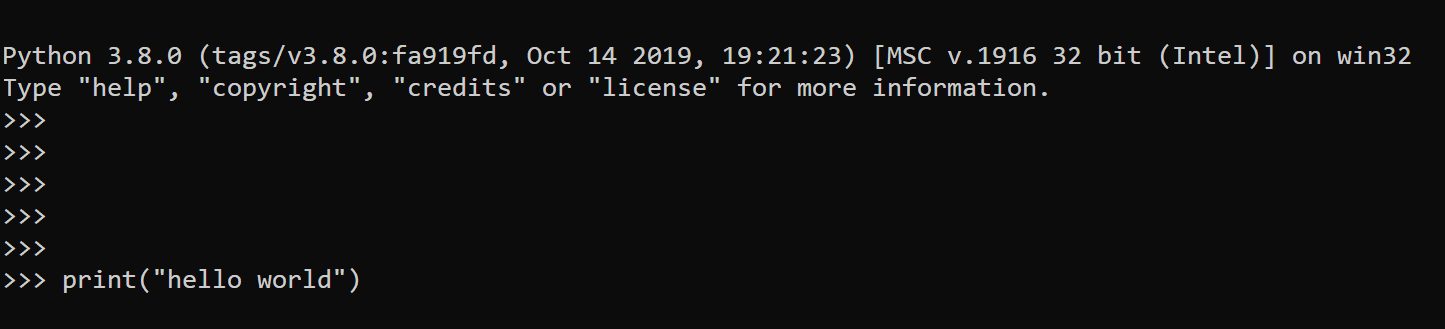 Python 3.8.0 (tags/v3.8.0:fa919fd, Oct 14 2019, 19:21:23) [MSC v.1916 32 bit (Intel)] on win32
Type "help", "copyright", "credits" or "license" for more information.
>>>
>>>
>>>
>>>
>>>
>>> print("hello world")